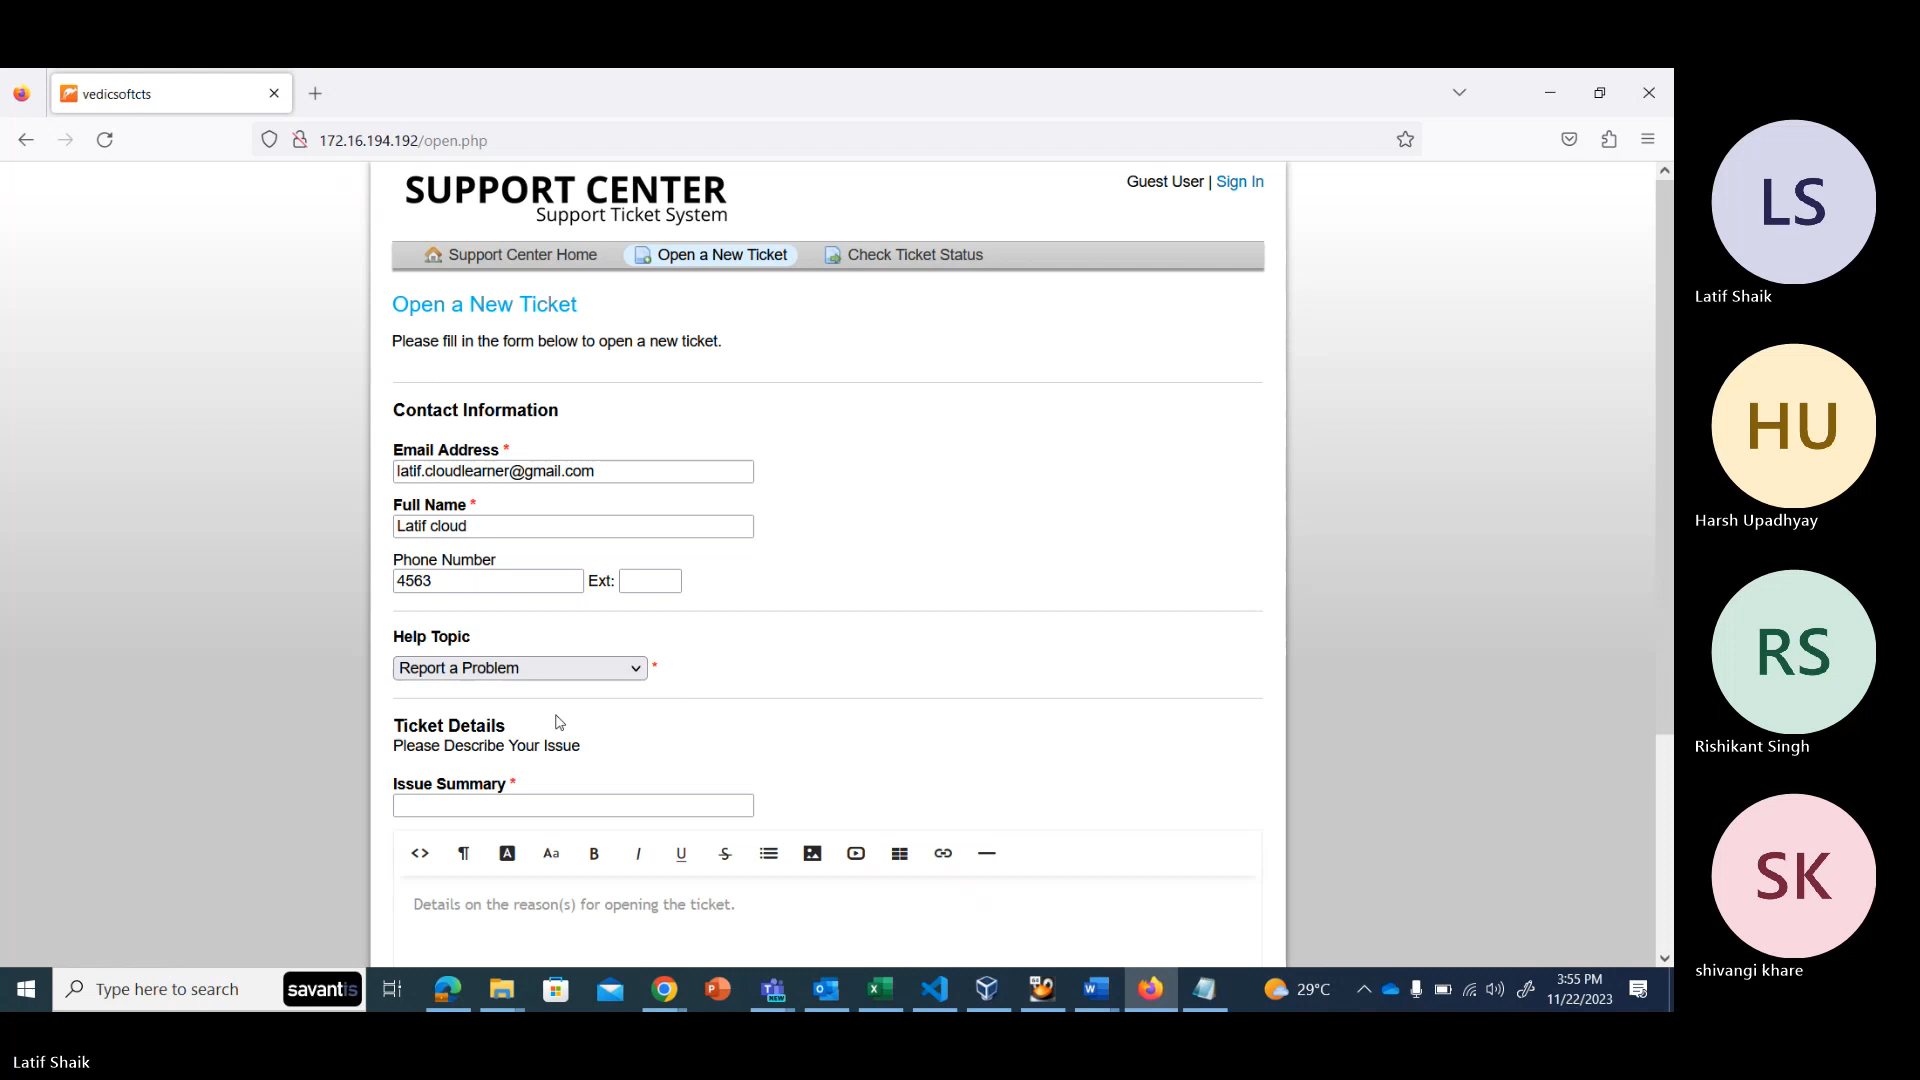 vedicsoftcts
172.16.194.192/open.php
SUPPORT CENTER
Support Ticket System
Guest User | Sign In
Support Center Home
Open a New Ticket
Check Ticket Status
Open a New Ticket
Please fill in the form below to open a new ticket.
Contact Information
Email Address *
latif.cloudlearner@gmail.com
Full Name *
Latif cloud
Phone Number
4563 Ext:
Help Topic
Report a Problem *
Ticket Details
Please Describe Your Issue
Issue Summary *
<> ¶ A Aa B I U S
Details on the reason(s) for opening the ticket.
Type here to search
savantis
29°C
3:55 PM
11/22/2023
LS
Latif Shaik
HU
Harsh Upadhyay
RS
Rishikant Singh
SK
shivangi khare
Latif Shaik